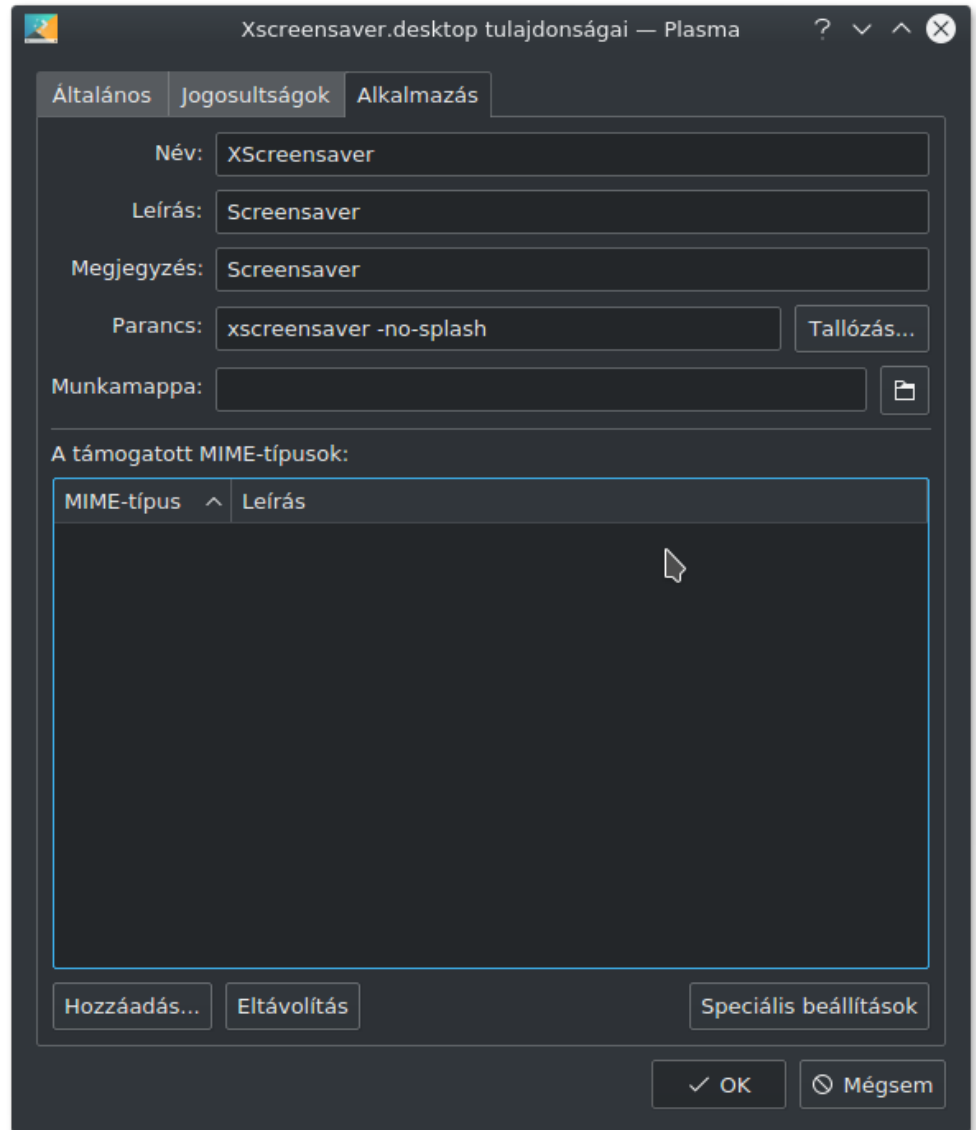 Xscreensaver.desktop tulajdonságai — Plasma
Általános Jogosultságok Alkalmazás
Név: XScreensaver
Leírás: Screensaver
Megjegyzés: Screensaver
Parancs: xscreensaver -no-splash Tallózás...
Munkamappa:
A támogatott MIME-típusok:
MIME-típus Leírás
Hozzáadás... Eltávolítás Speciális beállítások
OK Mégsem